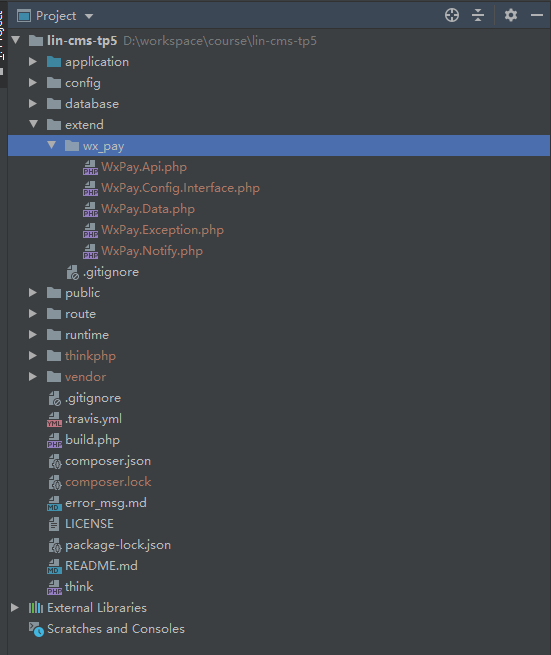 Project
lin-cms-tp5 D:\workspace\course\lin-cms-tp5
application
config
database
extend
wx_pay
WxPay.Api.php
WxPay.Config.Interface.php
WxPay.Data.php
WxPay.Exception.php
WxPay.Notify.php
.gitignore
public
route
runtime
thinkphp
vendor
.gitignore
.travis.yml
build.php
composer.json
composer.lock
error_msg.md
LICENSE
package-lock.json
README.md
think
External Libraries
Scratches and Consoles